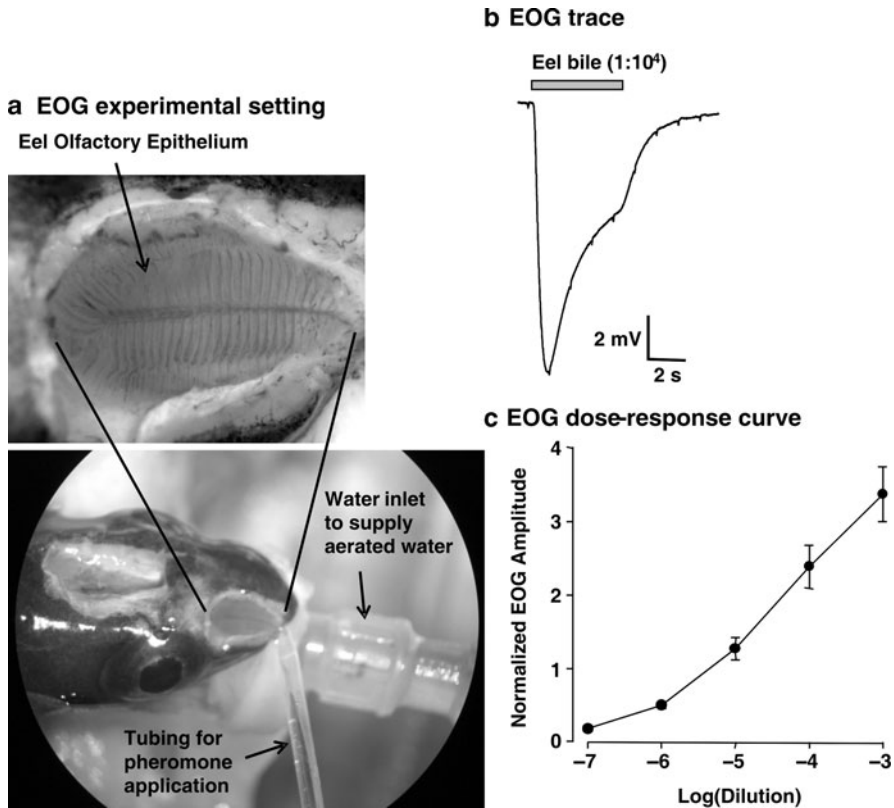 a EOG experimental setting
Eel Olfactory Epithelium
Water inlet
to supply
aerated water
Tubing for
pheromone
application
b EOG trace
Eel bile (1:10⁴)
2 mV
2 s
c EOG dose-response curve
Normalized EOG Amplitude
4
3
2
1
0
−7
−6
−5
−4
−3
Log(Dilution)